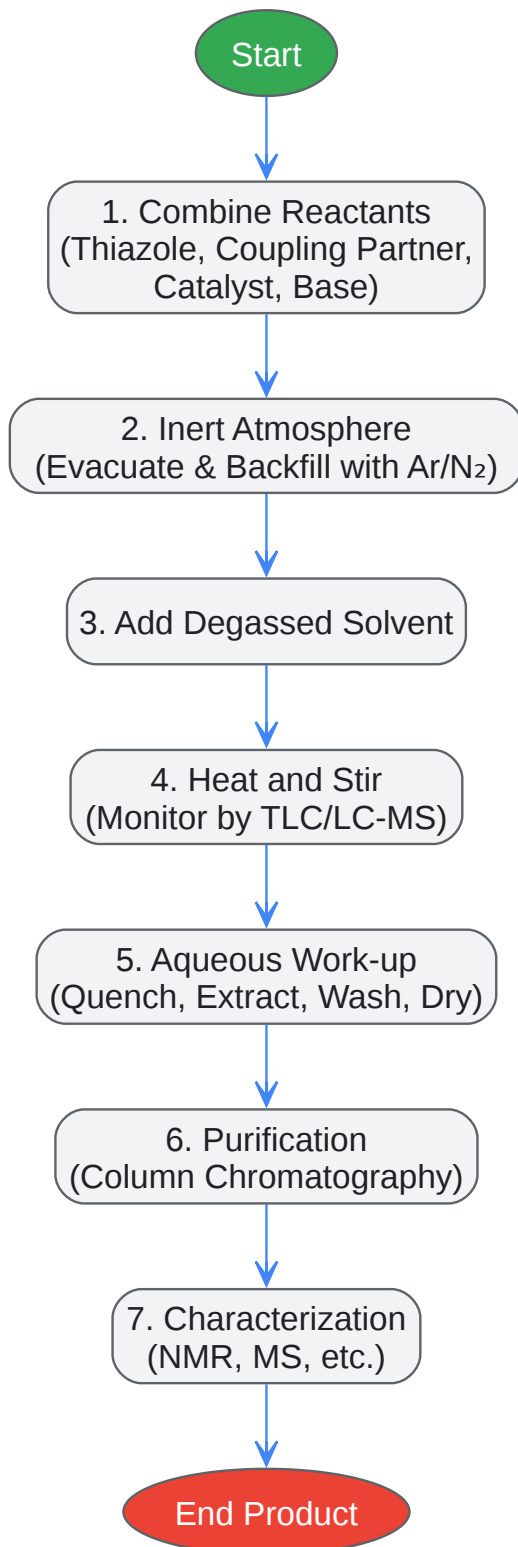 Start
1. Combine Reactants
(Thiazole, Coupling Partner,
Catalyst, Base)
2. Inert Atmosphere
(Evacuate & Backfill with Ar/N₂)
3. Add Degassed Solvent
4. Heat and Stir
(Monitor by TLC/LC-MS)
5. Aqueous Work-up
(Quench, Extract, Wash, Dry)
6. Purification
(Column Chromatography)
7. Characterization
(NMR, MS, etc.)
End Product